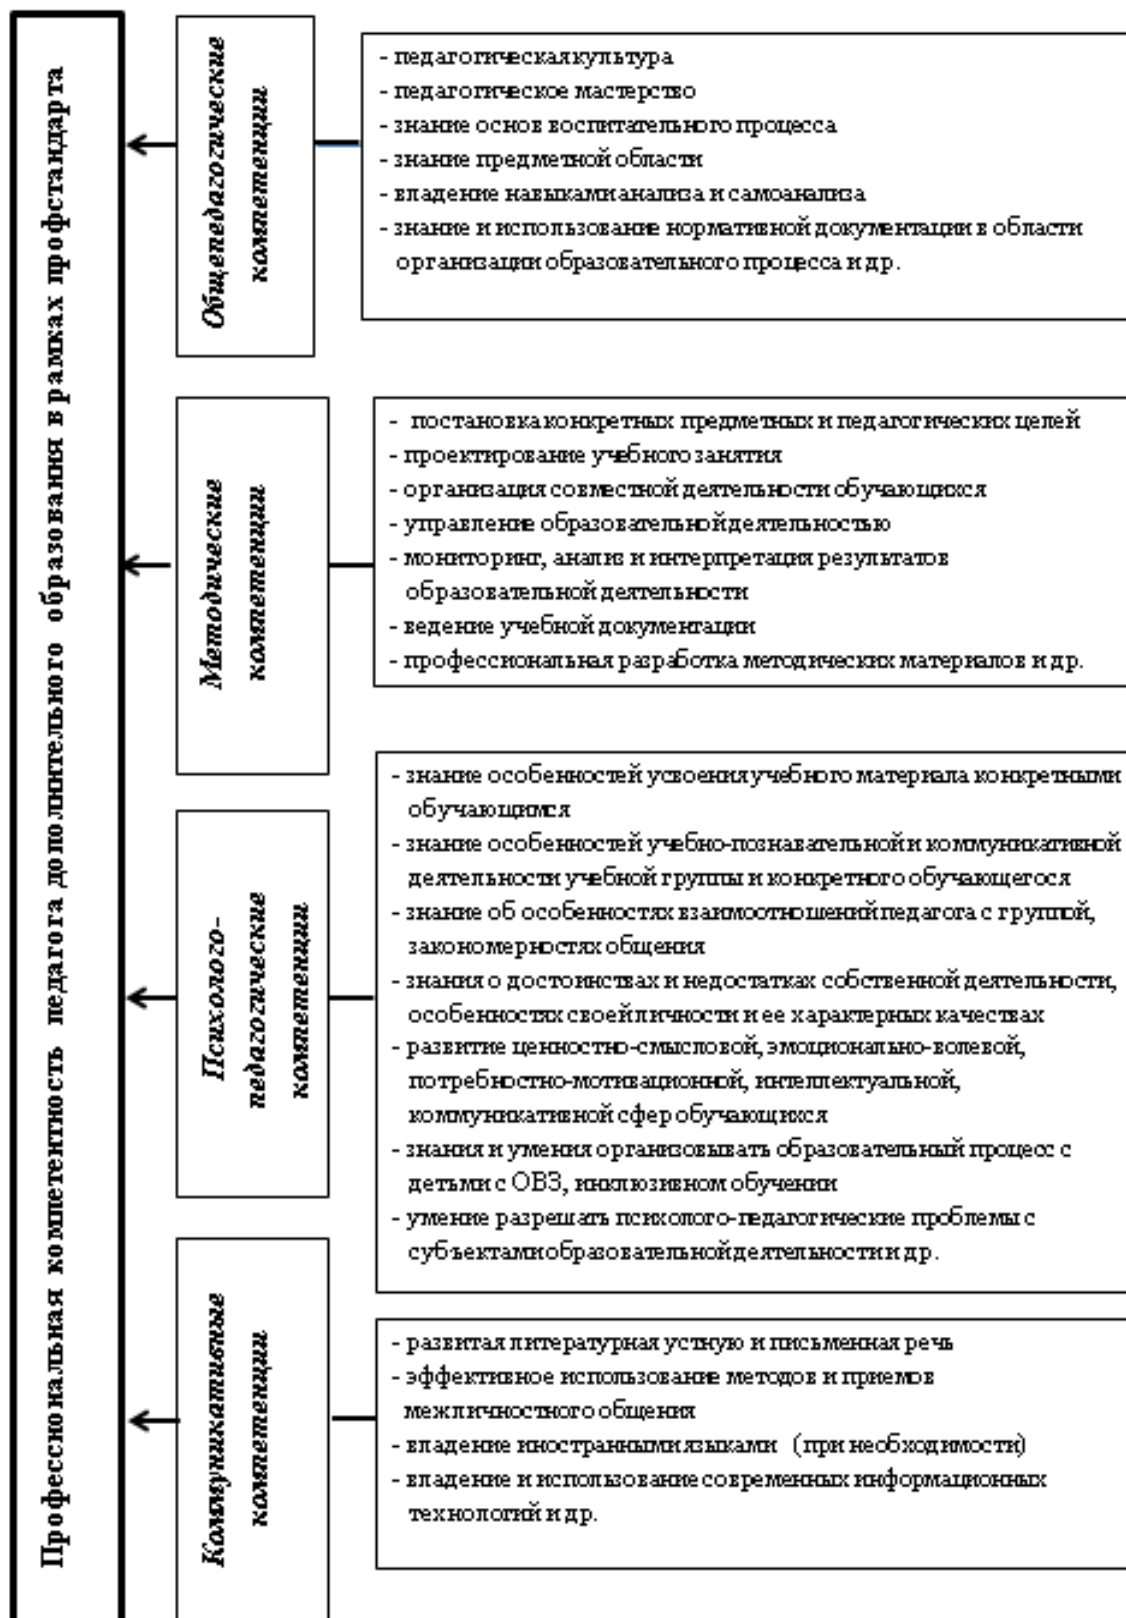 Профессиональная компетентность педагога дополнительного образования в рамках профстандарта
Общепедагогические
компетенции
- педагогическая культура
- педагогическое мастерство
- знание основ воспитательного процесса
- знание предметной области
- владение навыками анализа и самоанализа
- знание и использование нормативной документации в области
организации образовательного процесса и др.
Методические
компетенции
- постановка конкретных предметных и педагогических целей
- проектирование учебного занятия
- организация совместной деятельности обучающихся
- управление образовательной деятельностью
- мониторинг, анализ и интерпретация результатов
образовательной деятельности
- ведение учебной документации
- профессиональная разработка методических материалов и др.
Психолого-
педагогические
компетенции
- знание особенностей усвоения учебного материала конкретными
обучающимся
- знание особенностей учебно-познавательной и коммуникативной
деятельности учебной группы и конкретного обучающегося
- знание об особенностях взаимоотношений педагога с группой,
закономерностях общения
- знания о достоинствах и недостатках собственной деятельности,
особенностях своей личности и ее характерных качествах
- развитие ценностно-смысловой, эмоционально-волевой,
потребностно-мотивационной, интеллектуальной,
коммуникативной сфер обучающихся
- знания и умения организовывать образовательный процесс с
детьми с ОВЗ, инклюзивном обучении
- умение разрешать психолого-педагогические проблемы с
субъектами образовательной деятельности и др.
Коммуникативные
компетенции
- развитая литературная устную и письменная речь
- эффективное использование методов и приемов
межличностного общения
- владение иностранными языками (при необходимости)
- владение и использование современных информационных
технологий и др.